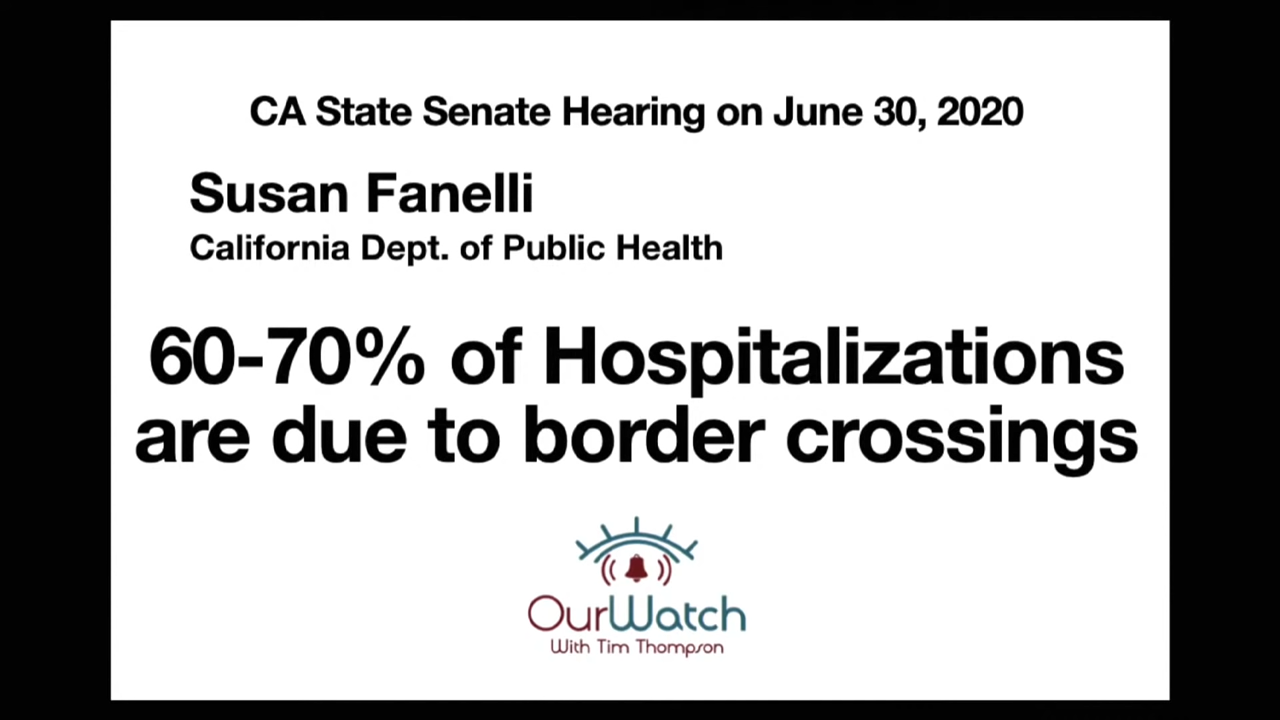 CA State Senate Hearing on June 30, 2020
Susan Fanelli
California Dept. of Public Health
60-70% of Hospitalizations
are due to border crossings
OurWatch
With Tim Thompson